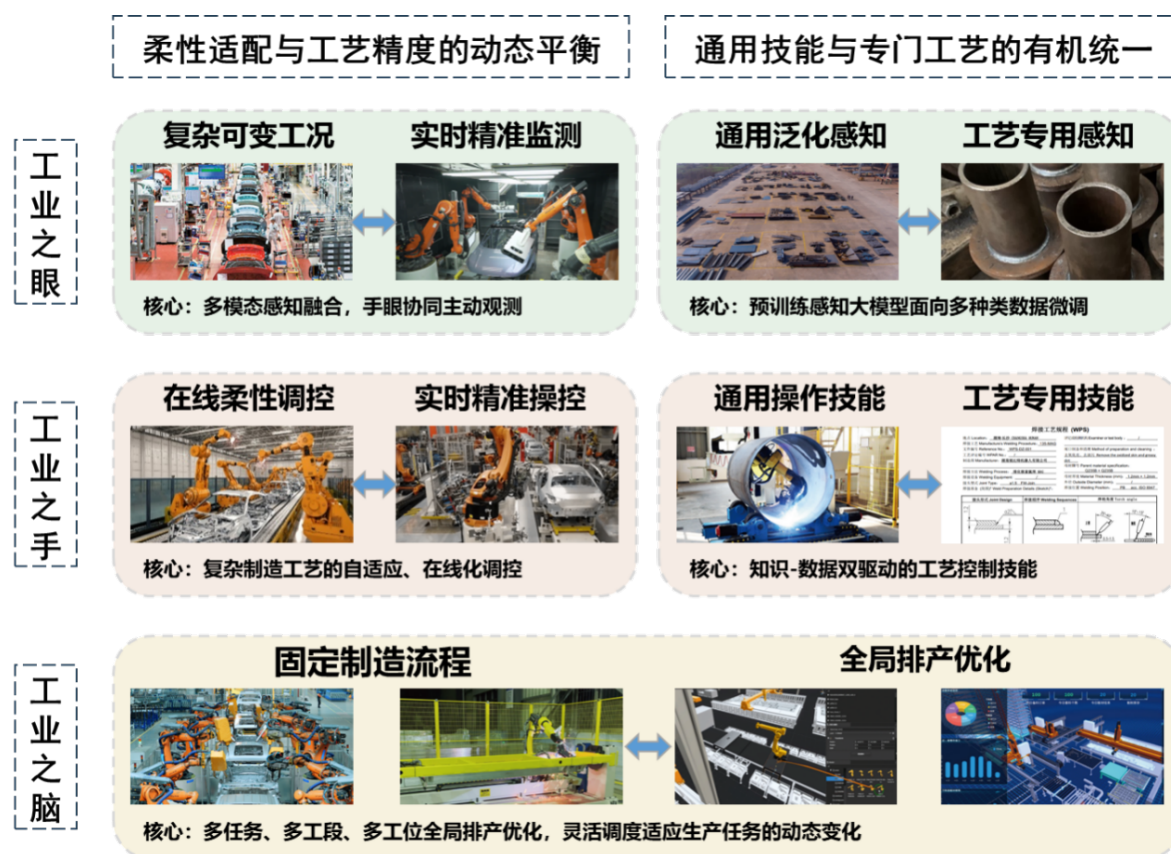 柔性适配与工艺精度的动态平衡
通用技能与专门工艺的有机统一
工业之眼
复杂可变工况
实时精准监测
核心：多模态感知融合，手眼协同主动观测
通用泛化感知
工艺专用感知
核心：预训练感知大模型面向多种类数据微调
工业之手
在线柔性调控
实时精准操控
核心：复杂制造工艺的自适应、在线化调控
通用操作技能
工艺专用技能
焊接工艺规程 (WPS)
核心：知识-数据双驱动的工艺控制技能
工业之脑
固定制造流程
全局排产优化
核心：多任务、多工段、多工位全局排产优化，灵活调度适应生产任务的动态变化